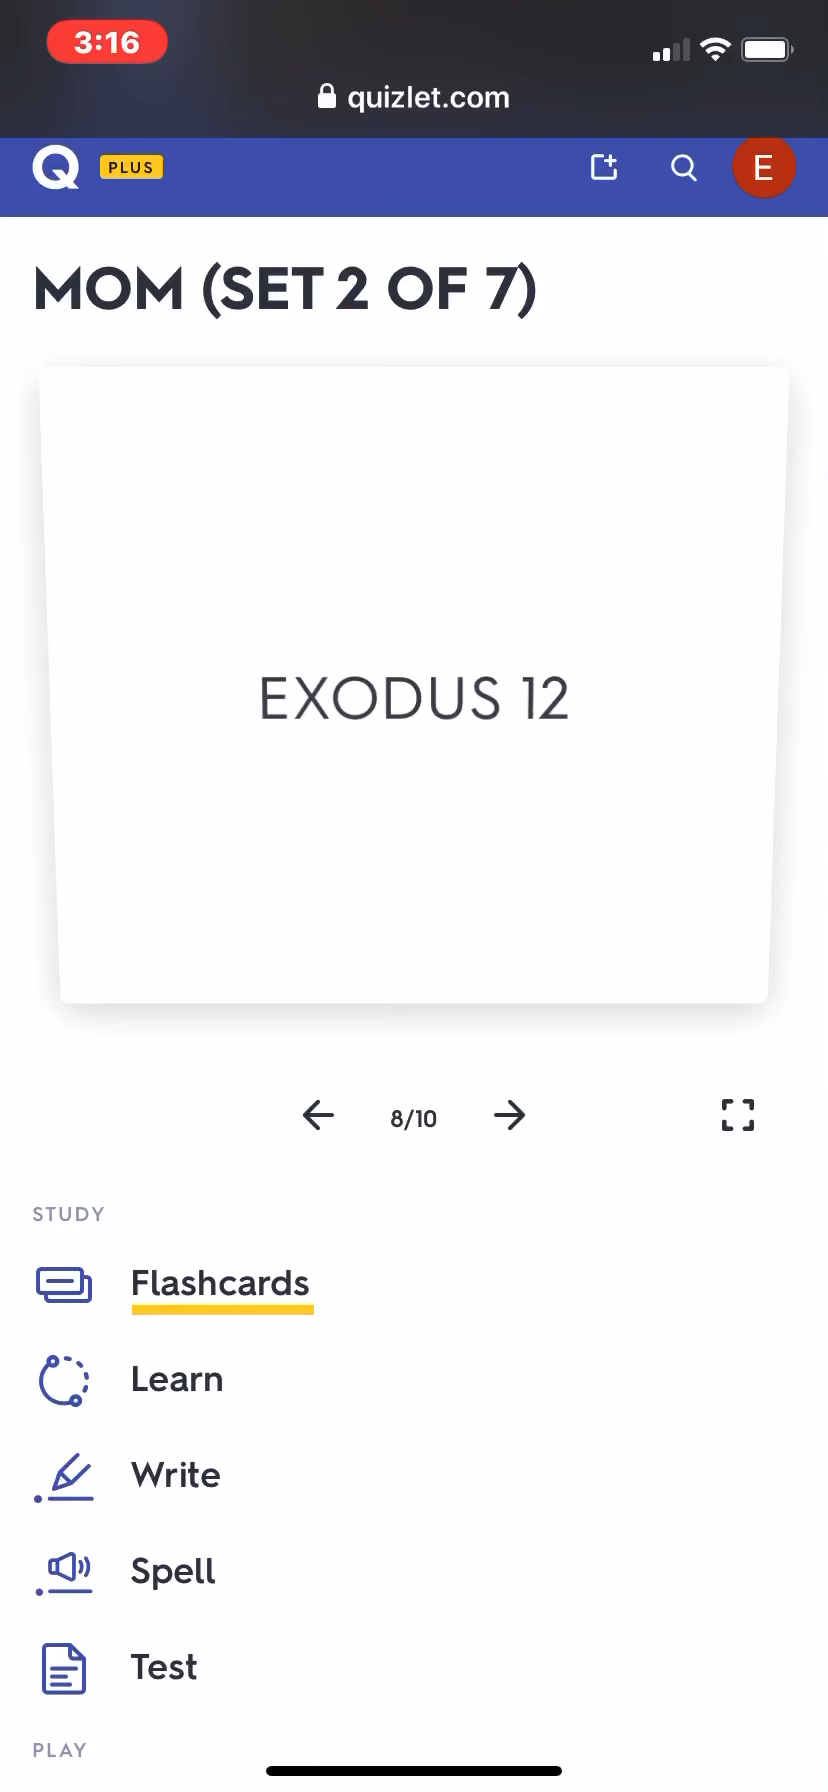 3:16
quizlet.com
Q PLUS E
MOM (SET 2 OF 7)
EXODUS 12
8/10
STUDY
Flashcards
Learn
Write
Spell
Test
PLAY